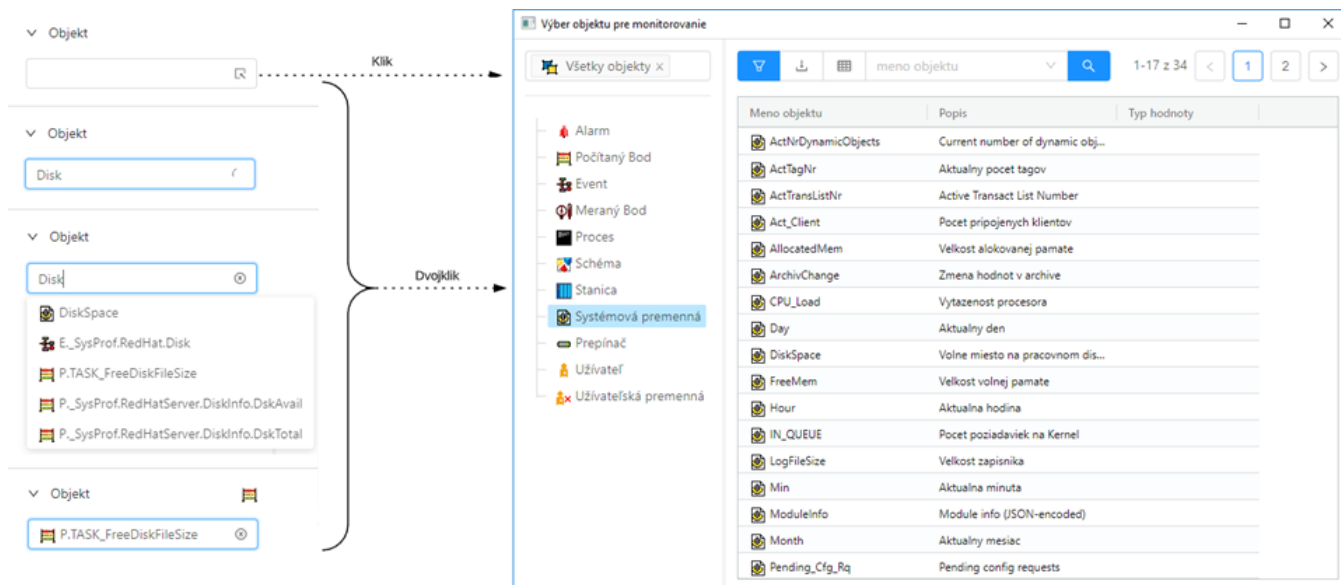 Objekt
Klik
Objekt
Disk
Objekt
Disk
DiskSpace
E._SysProf.RedHat.Disk
P.TASK_FreeDiskFileSize
P._SysProf.RedHatServer.DiskInfo.DskAvail
P._SysProf.RedHatServer.DiskInfo.DskTotal
Objekt
P.TASK_FreeDiskFileSize
Dvojklik
Výber objektu pre monitorovanie
Všetky objekty ×
Alarm
Počítaný Bod
Event
Meraný Bod
Proces
Schéma
Stanica
Systémová premenná
Prepínač
Užívateľ
Užívateľská premenná
meno objektu 1-17 z 34 < 1 2 >
Meno objektu Popis Typ hodnoty
ActNrDynamicObjects Current number of dynamic obj...
ActTagNr Aktualny pocet tagov
ActTransListNr Active Transact List Number
Act_Client Pocet pripojenych klientov
AllocatedMem Velkost alokovanej pamate
ArchivChange Zmena hodnot v archive
CPU_Load Vytazenost procesora
Day Aktualny den
DiskSpace Volne miesto na pracovnom dis...
FreeMem Velkost volnej pamate
Hour Aktualna hodina
IN_QUEUE Pocet poziadaviek na Kernel
LogFileSize Velkost zapisnika
Min Aktualna minuta
ModuleInfo Module info (JSON-encoded)
Month Aktualny mesiac
Pending_Cfg_Rq Pending config requests